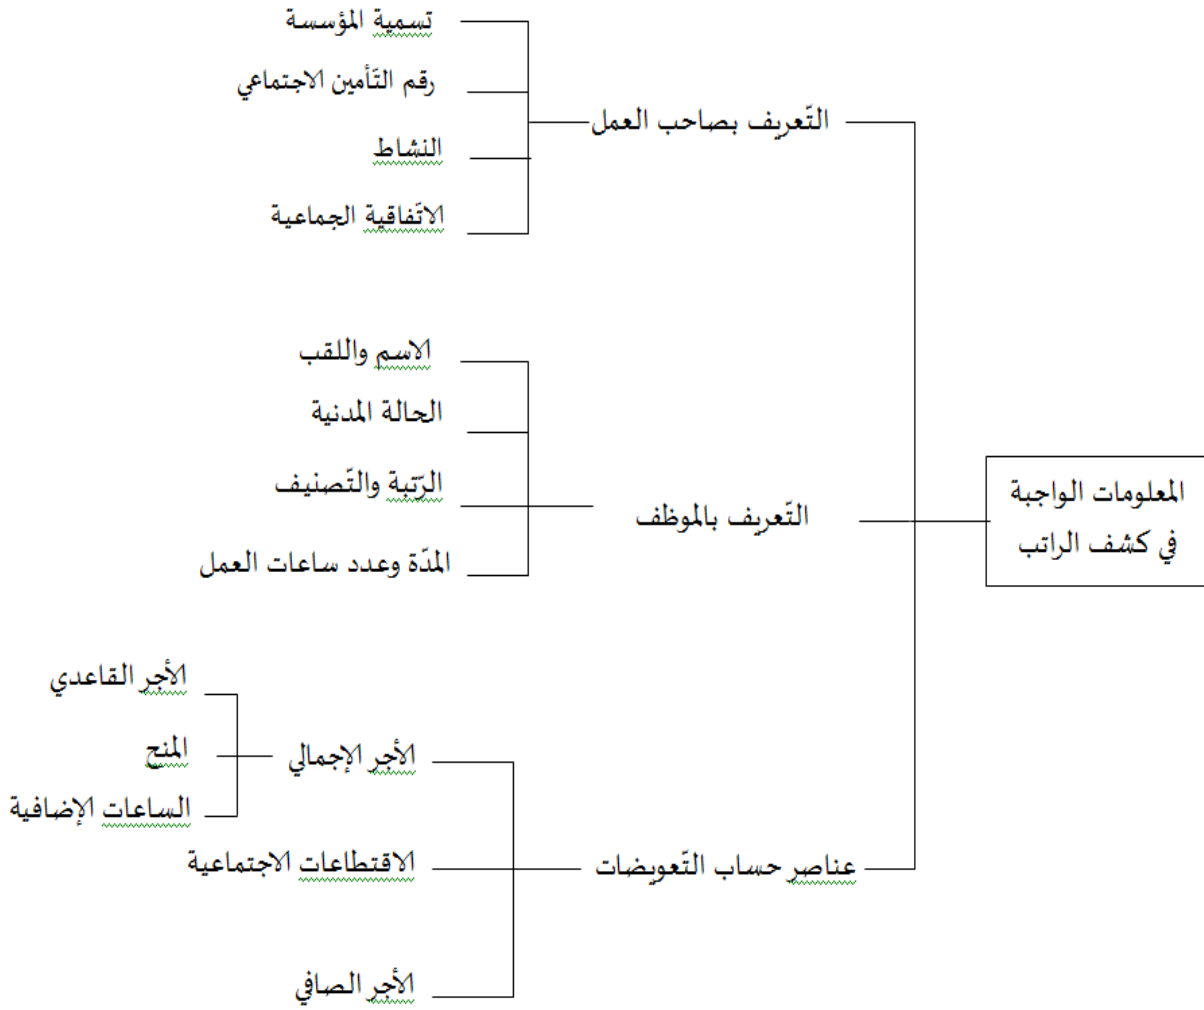 المعلومات الواجبة
في كشف الراتب
التّعريف بصاحب العمل
تسمية المؤسسة
رقم التّأمين الاجتماعي
النشاط
الاتّفاقية الجماعية
التّعريف بالموظف
الاسم واللقب
الحالة المدنية
الرّتبة والتّصنيف
المدّة وعدد ساعات العمل
عناصر حساب التّعويضات
الأجر الإجمالي
الأجر القاعدي
المنح
الساعات الإضافية
الاقتطاعات الاجتماعية
الأجر الصافي